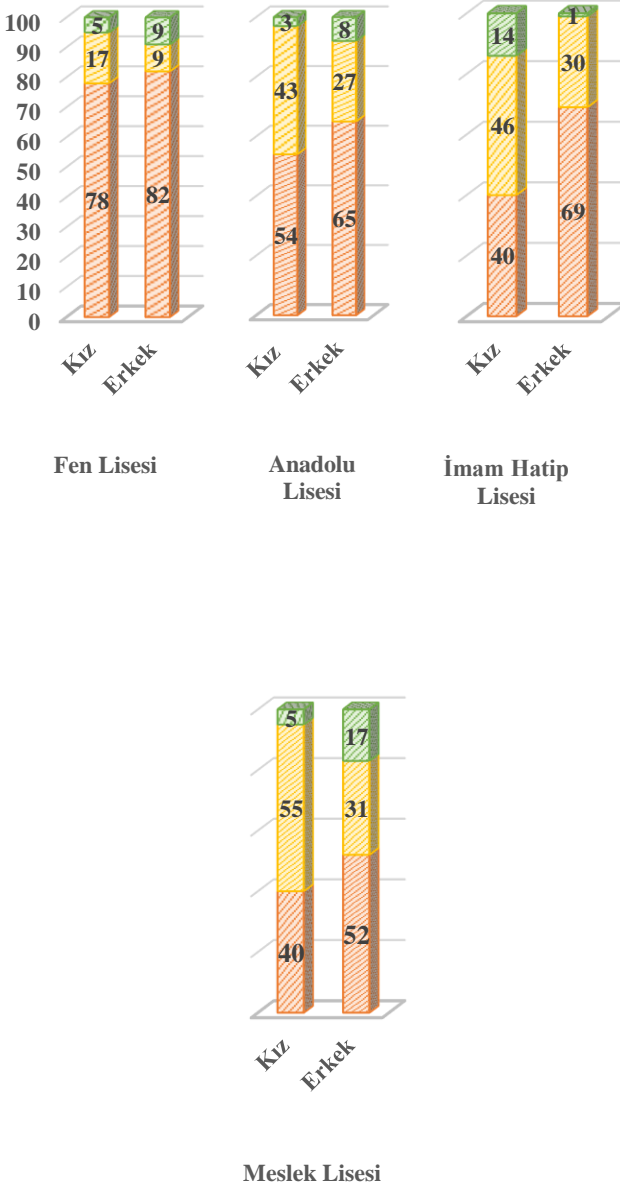 100
90
80
70
60
50
40
30
20
10
0
5 9
17 9
78 82
3 8
43 27
54 65
14 1
46 30
40 69
Kız Erkek
Kız Erkek
Kız Erkek
Fen Lisesi
Anadolu
Lisesi
İmam Hatip
Lisesi
5 17
55 31
40 52
Kız Erkek
Meslek Lisesi